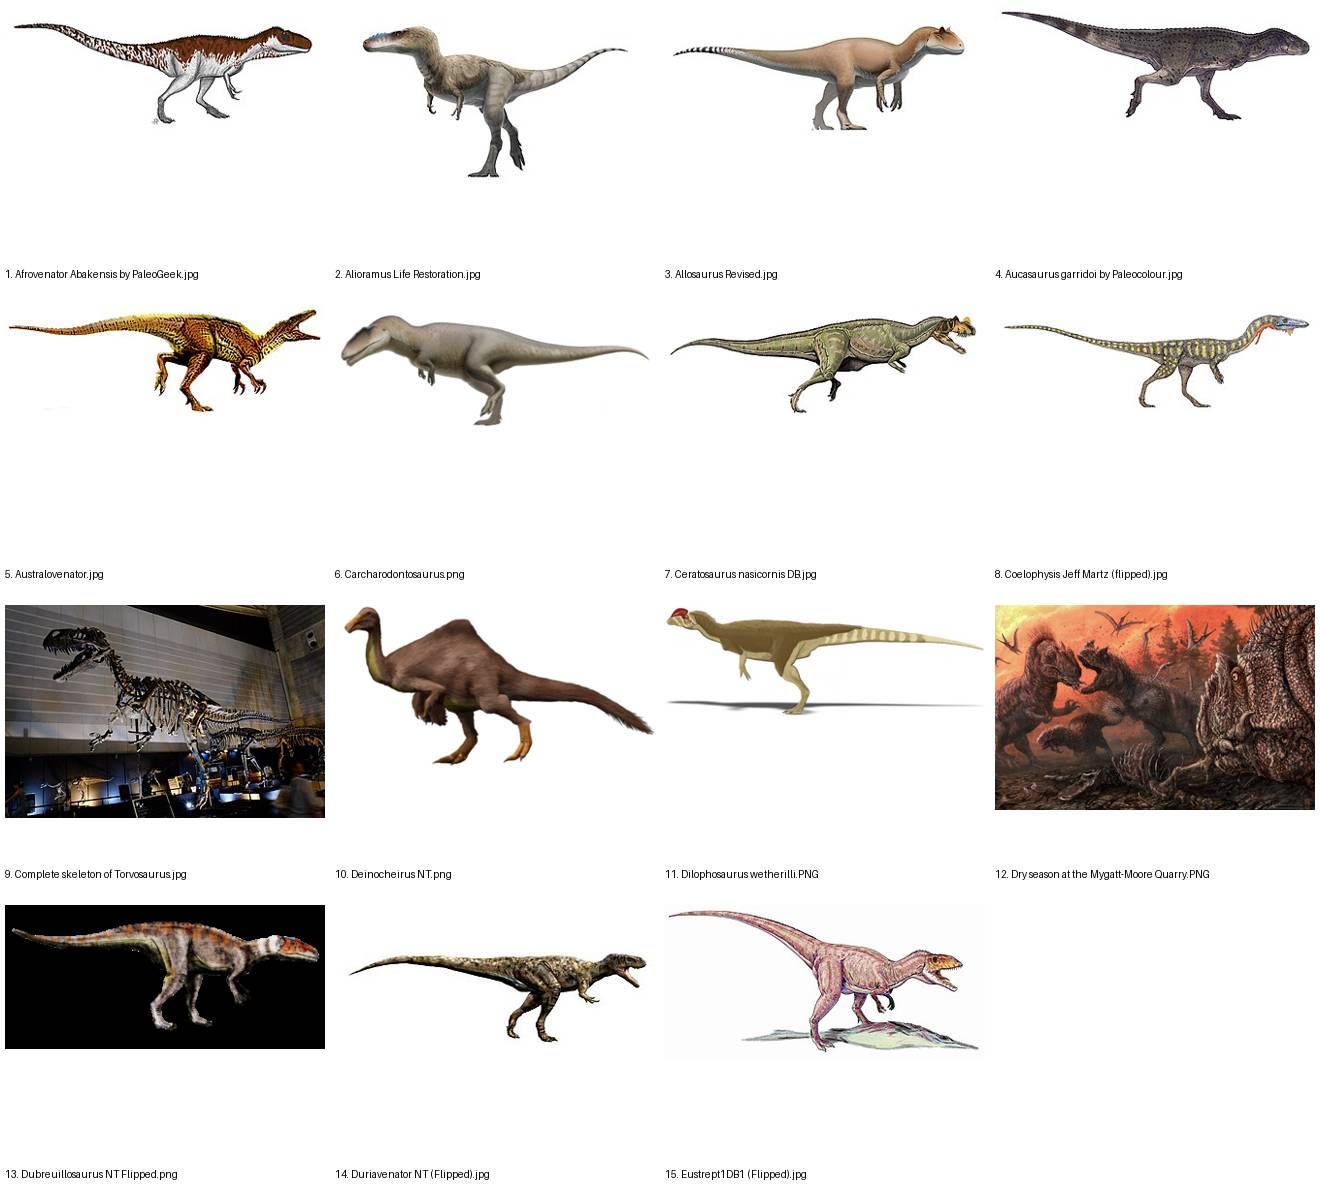 1. Afrovenator Abakensis by PaleoGeek.jpg
2. Alioramus Life Restoration.jpg
3. Allosaurus Revised.jpg
4. Aucasaurus garridoi by Paleocolour.jpg
5. Australovenator.jpg
6. Carcharodontosaurus.png
7. Ceratosaurus nasicornis DB.jpg
8. Coelophysis Jeff Martz (flipped).jpg
9. Complete skeleton of Torvosaurus.jpg
10. Deinocheirus NT.png
11. Dilophosaurus wetherilli.PNG
12. Dry season at the Mygatt-Moore Quarry.PNG
13. Dubreuillosaurus NT Flipped.png
14. Duriavenator NT (Flipped).jpg
15. Eustrept1DB1 (Flipped).jpg